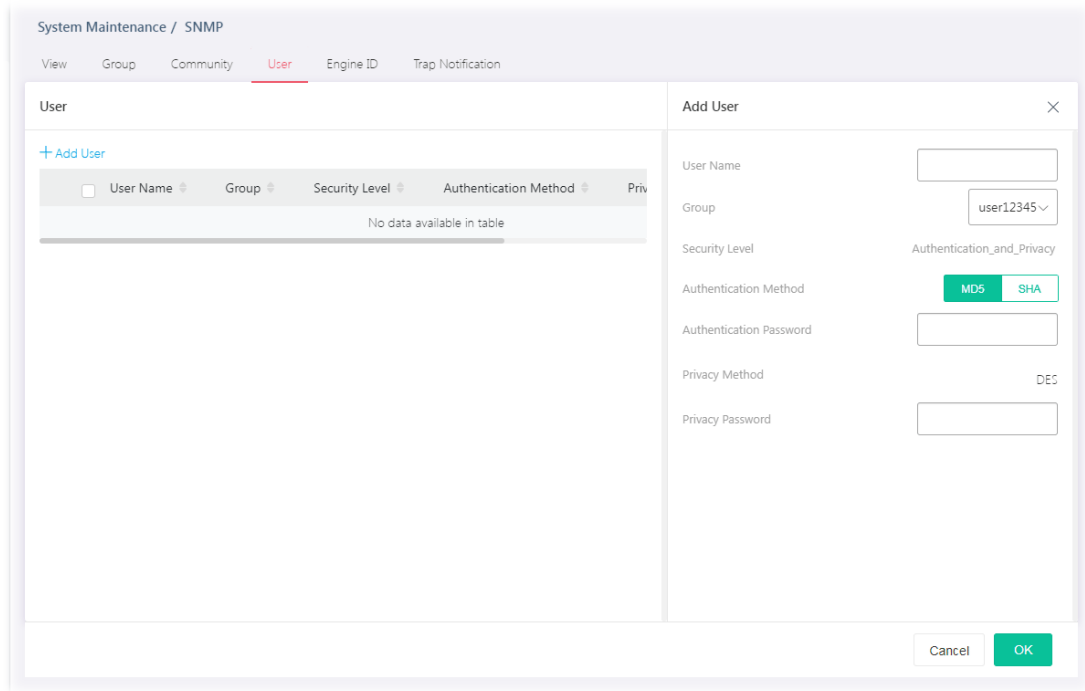 System Maintenance / SNMP
View Group Community User Engine ID Trap Notification
User
+ Add User
User Name Group Security Level Authentication Method Priv
No data available in table
Add User
User Name
Group user12345
Security Level Authentication_and_Privacy
Authentication Method MD5 SHA
Authentication Password
Privacy Method DES
Privacy Password
Cancel OK